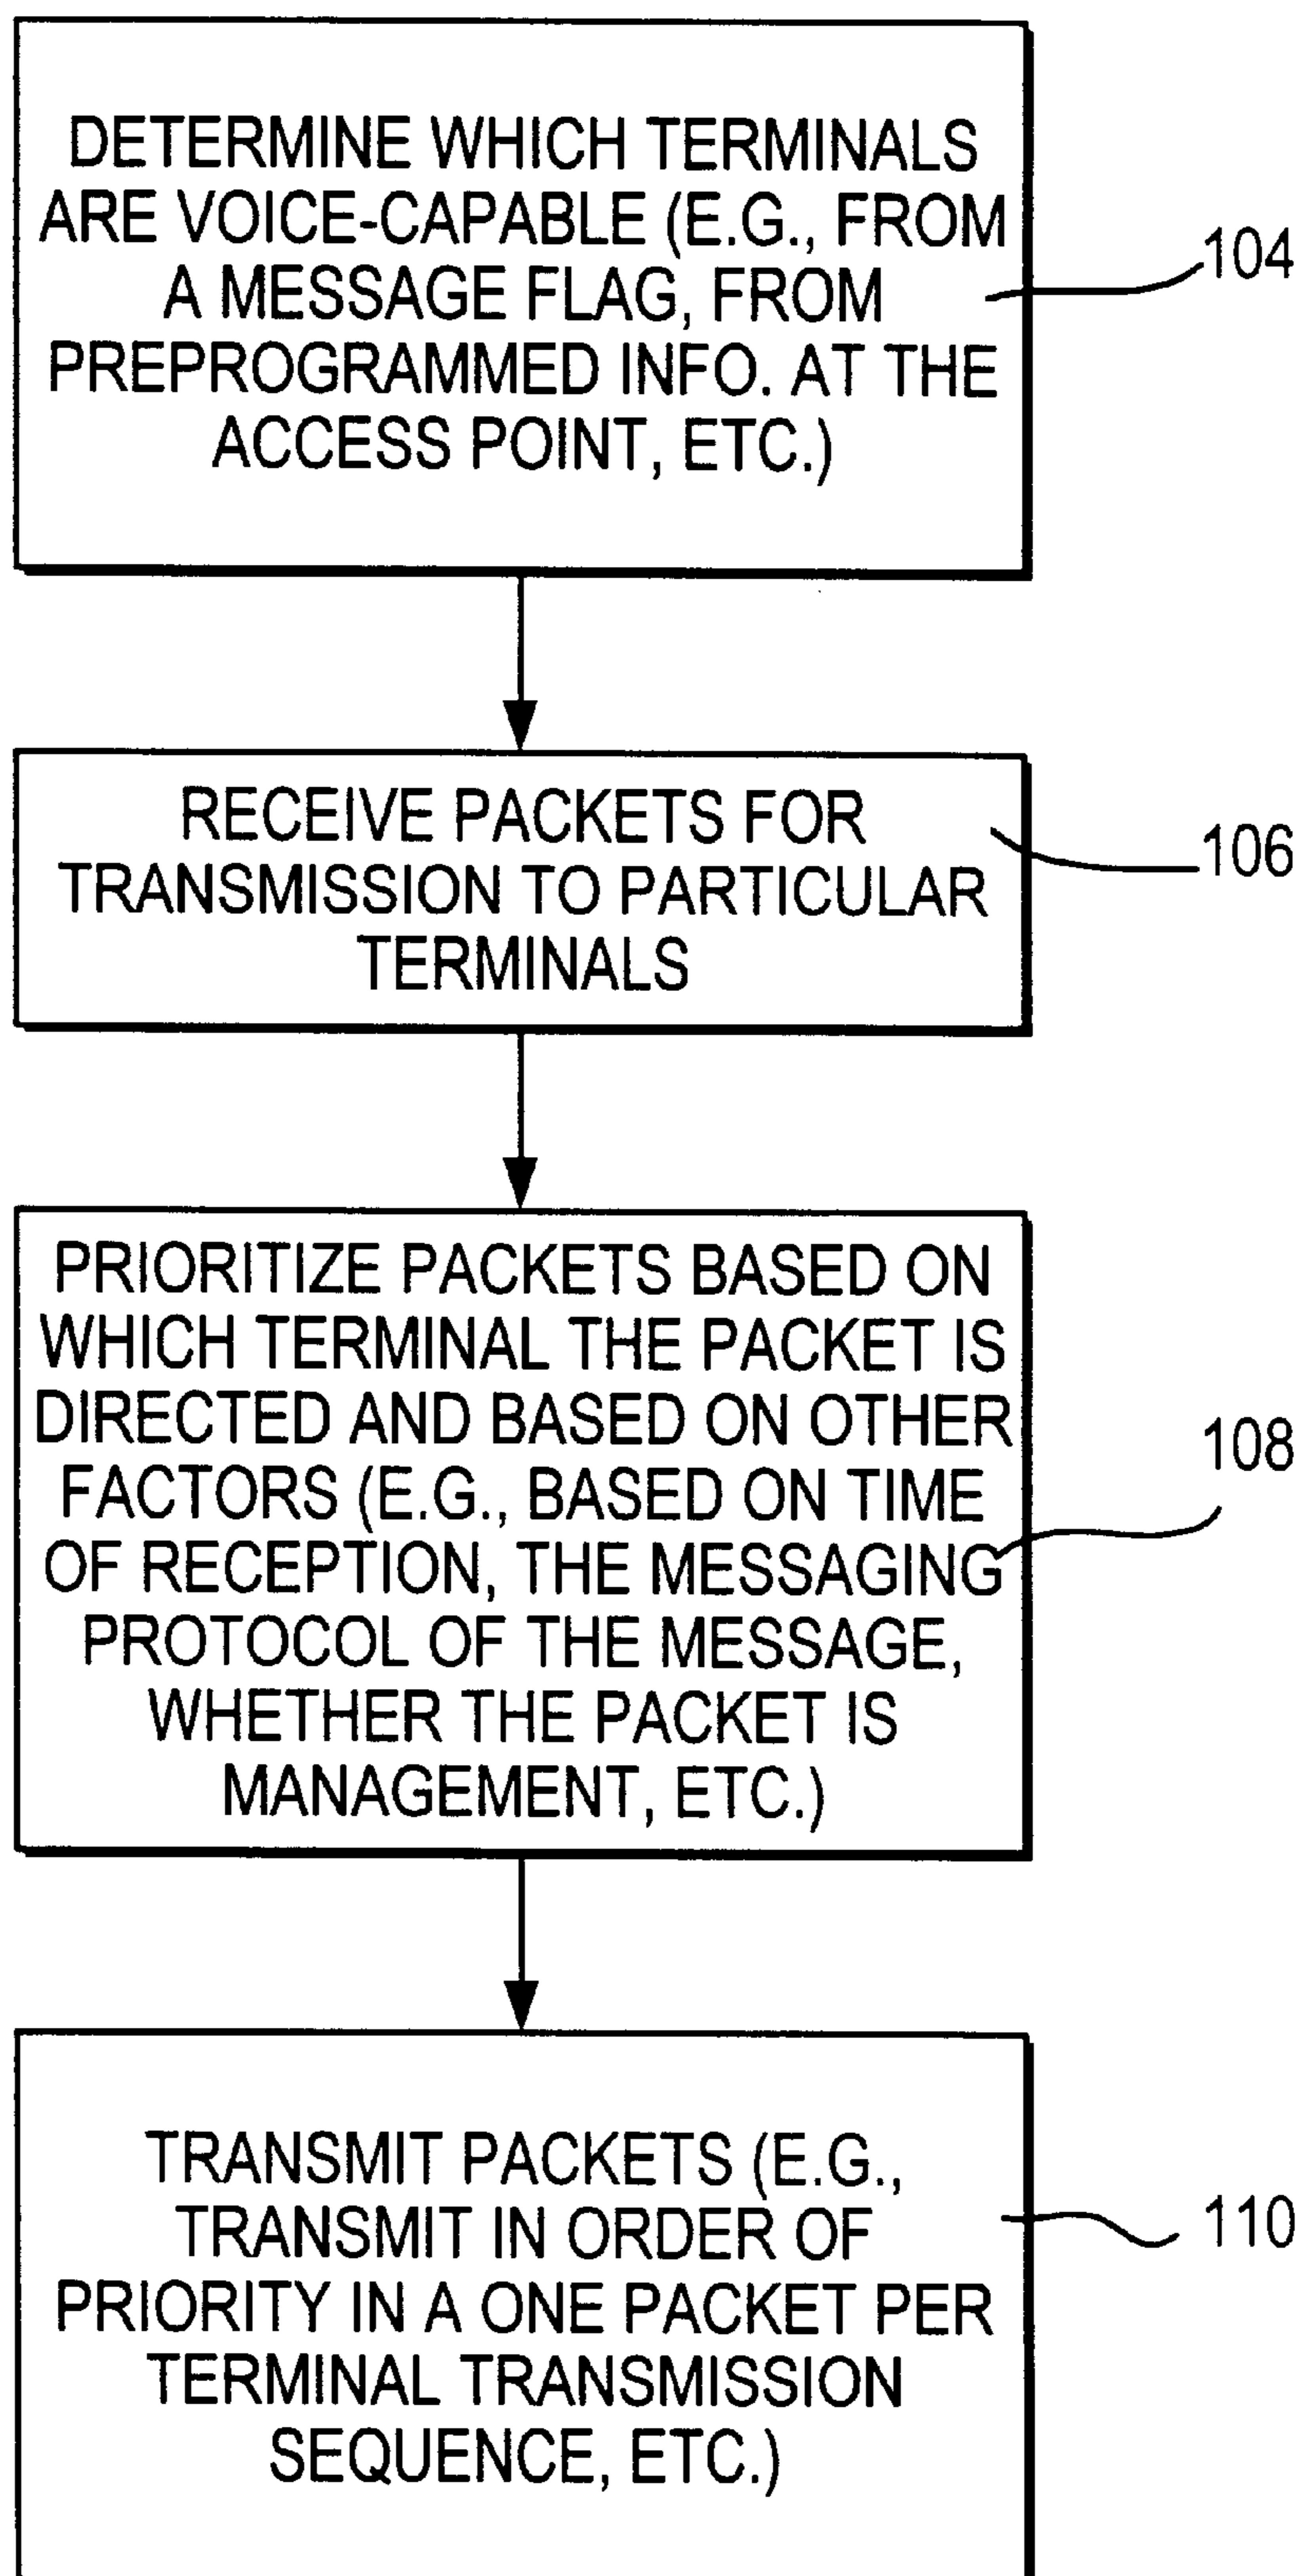 DETERMINE WHICH TERMINALS
ARE VOICE-CAPABLE (E.G., FROM
A MESSAGE FLAG, FROM
PREPROGRAMMED INFO. AT THE
ACCESS POINT, ETC.)
104
RECEIVE PACKETS FOR
TRANSMISSION TO PARTICULAR
TERMINALS
106
PRIORITIZE PACKETS BASED ON
WHICH TERMINAL THE PACKET IS
DIRECTED AND BASED ON OTHER
FACTORS (E.G., BASED ON TIME
OF RECEPTION, THE MESSAGING
PROTOCOL OF THE MESSAGE,
WHETHER THE PACKET IS
MANAGEMENT, ETC.)
108
TRANSMIT PACKETS (E.G.,
TRANSMIT IN ORDER OF
PRIORITY IN A ONE PACKET PER
TERMINAL TRANSMISSION
SEQUENCE, ETC.)
110